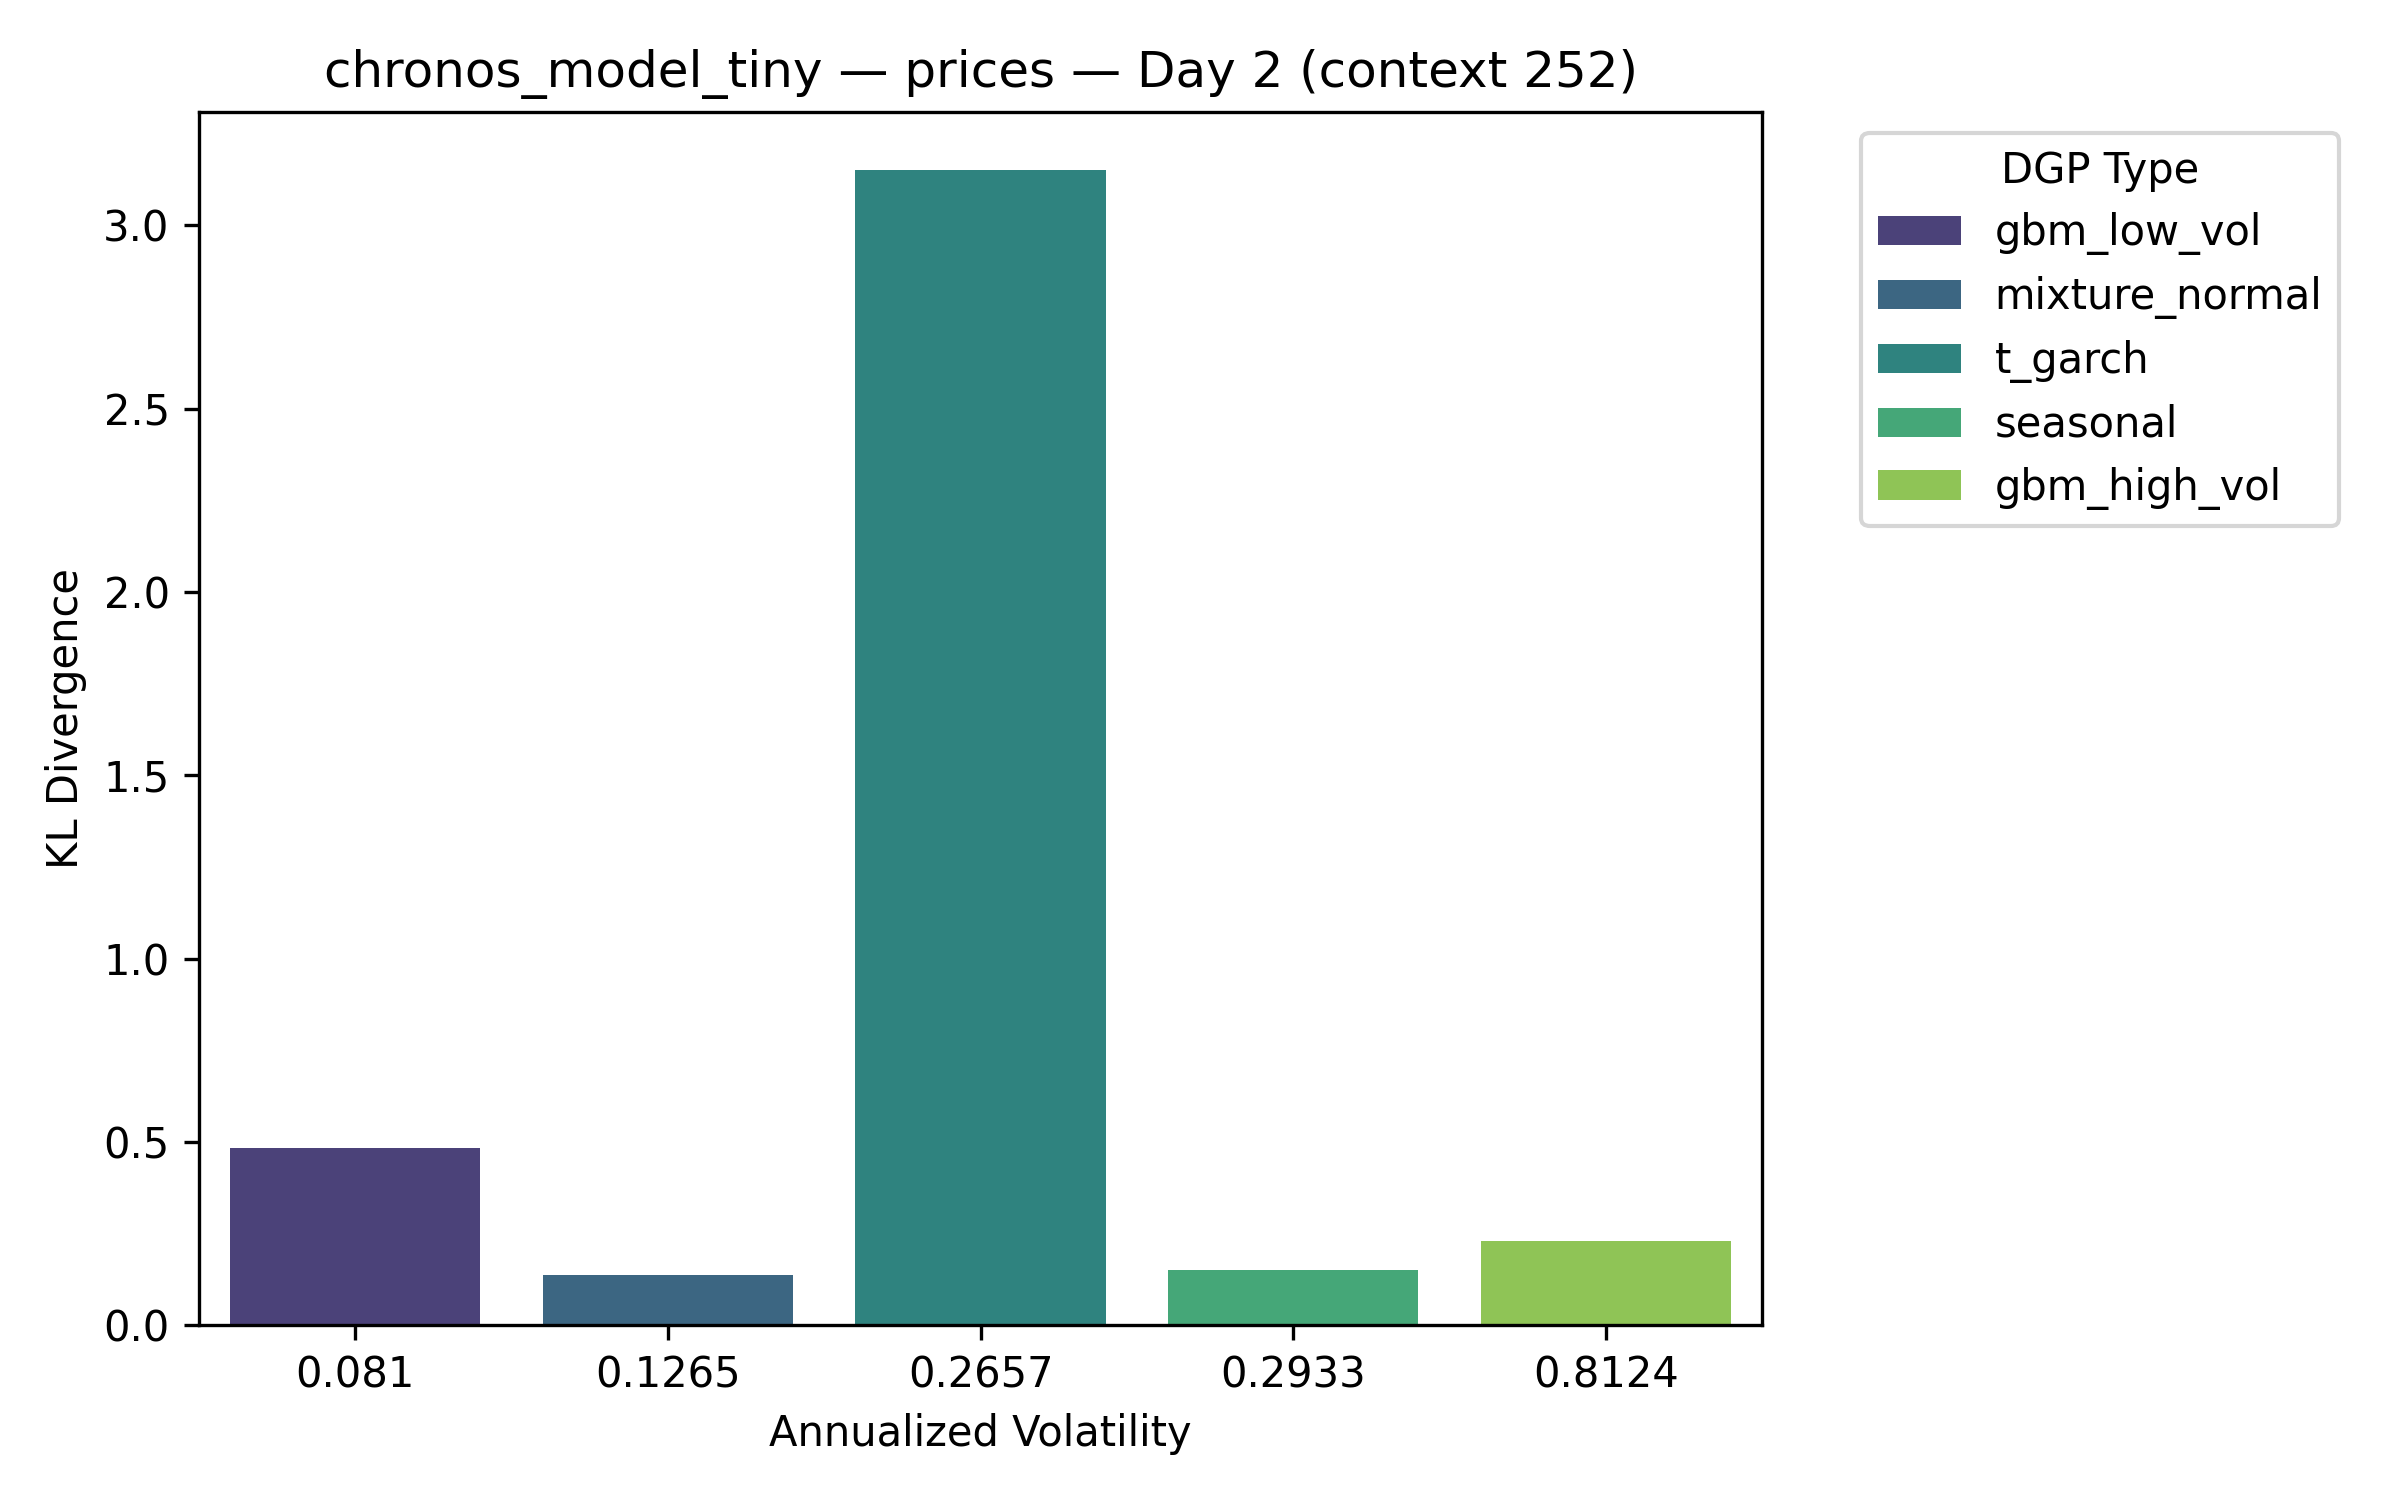 chronos_model_tiny — prices — Day 2 (context 252)
KL Divergence
3.0
2.5
2.0
1.5
1.0
0.5
0.0
0.081 0.1265 0.2657 0.2933 0.8124
Annualized Volatility
DGP Type
gbm_low_vol
mixture_normal
t_garch
seasonal
gbm_high_vol